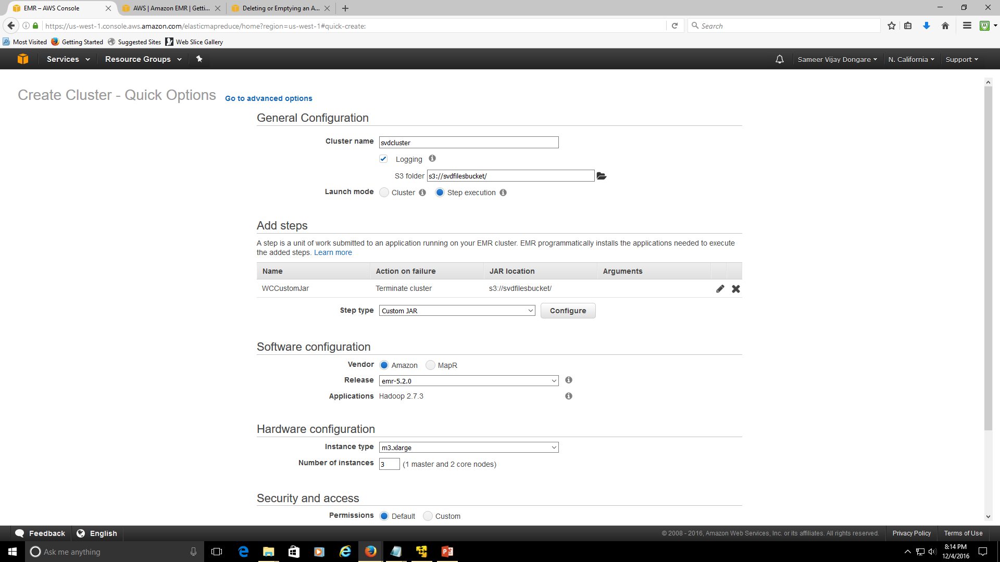 EMR – AWS Console
AWS | Amazon EMR | Getti...
Deleting or Emptying an A...
https://us-west-1.console.aws.amazon.com/elasticmapreduce/home?region=us-west-1#quick-create:
Search
Most Visited
Getting Started
Suggested Sites
Web Slice Gallery
Services
Resource Groups
Sameer Vijay Dongare
N. California
Support
Create Cluster - Quick Options
Go to advanced options
General Configuration
Cluster name
svdcluster
Logging
S3 folder
s3://svdfilesbucket/
Launch mode
Cluster
Step execution
Add steps
A step is a unit of work submitted to an application running on your EMR cluster. EMR programmatically installs the applications needed to execute
the added steps. Learn more
Name
Action on failure
JAR location
Arguments
WCCustomJar
Terminate cluster
s3://svdfilesbucket/
Step type
Custom JAR
Configure
Software configuration
Vendor
Amazon
MapR
Release
emr-5.2.0
Applications
Hadoop 2.7.3
Hardware configuration
Instance type
m3.xlarge
Number of instances
3
(1 master and 2 core nodes)
Security and access
Permissions
Default
Custom
Feedback
English
© 2008 - 2016, Amazon Web Services, Inc. or its affiliates. All rights reserved.
Privacy Policy
Terms of Use
Ask me anything
8:14 PM
12/4/2016